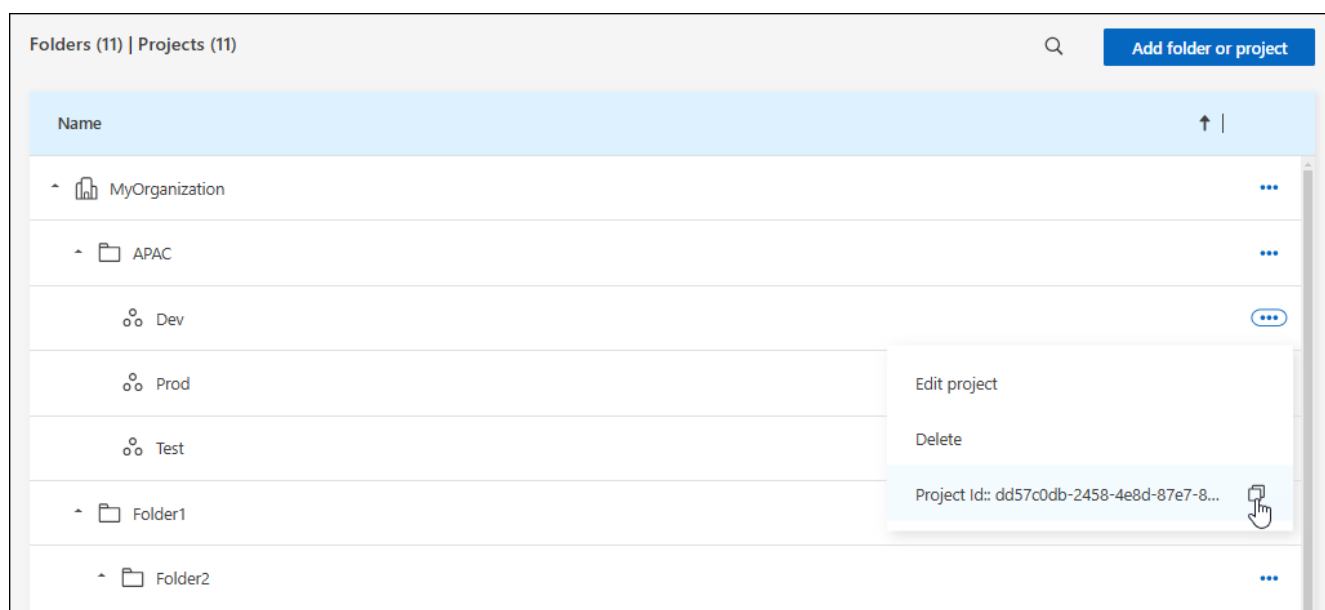 Folders (11) | Projects (11)
Add folder or project
Name
MyOrganization
APAC
Dev
Prod
Edit project
Delete
Test
Project Id:: dd57c0db-2458-4e8d-87e7-8...
Folder1
Folder2